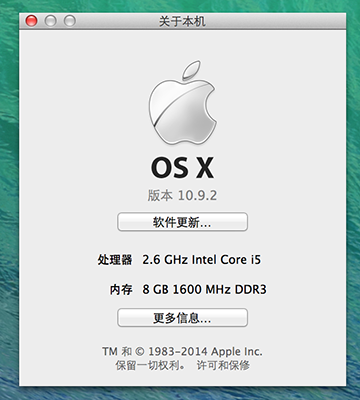 关于本机
OS X
版本 10.9.2
软件更新...
处理器 2.6 GHz Intel Core i5
内存 8 GB 1600 MHz DDR3
更多信息...
TM 和 © 1983-2014 Apple Inc.
保留一切权利。 许可和保修